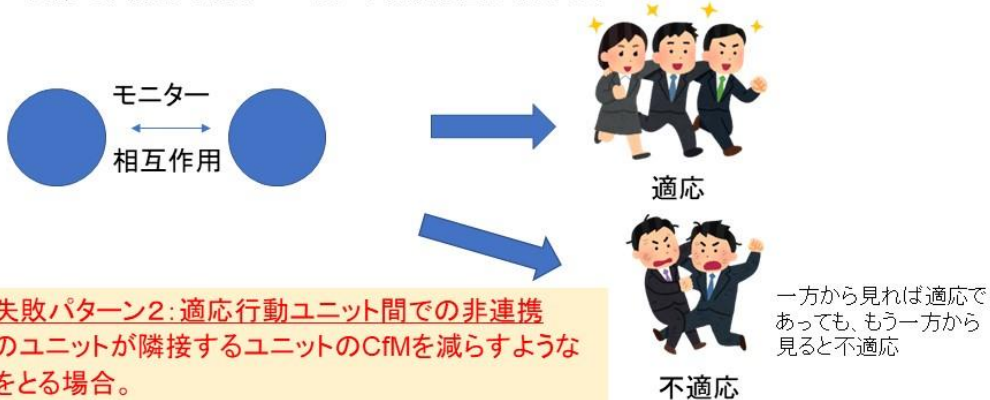 モニター
相互作用
適応
失敗パターン2:適応行動ユニット間での非連携
のユニットが隣接するユニットのCfMを減らすような
をとる場合。
一方から見れば適応で
あっても、もう一方から
見ると不適応
不適応